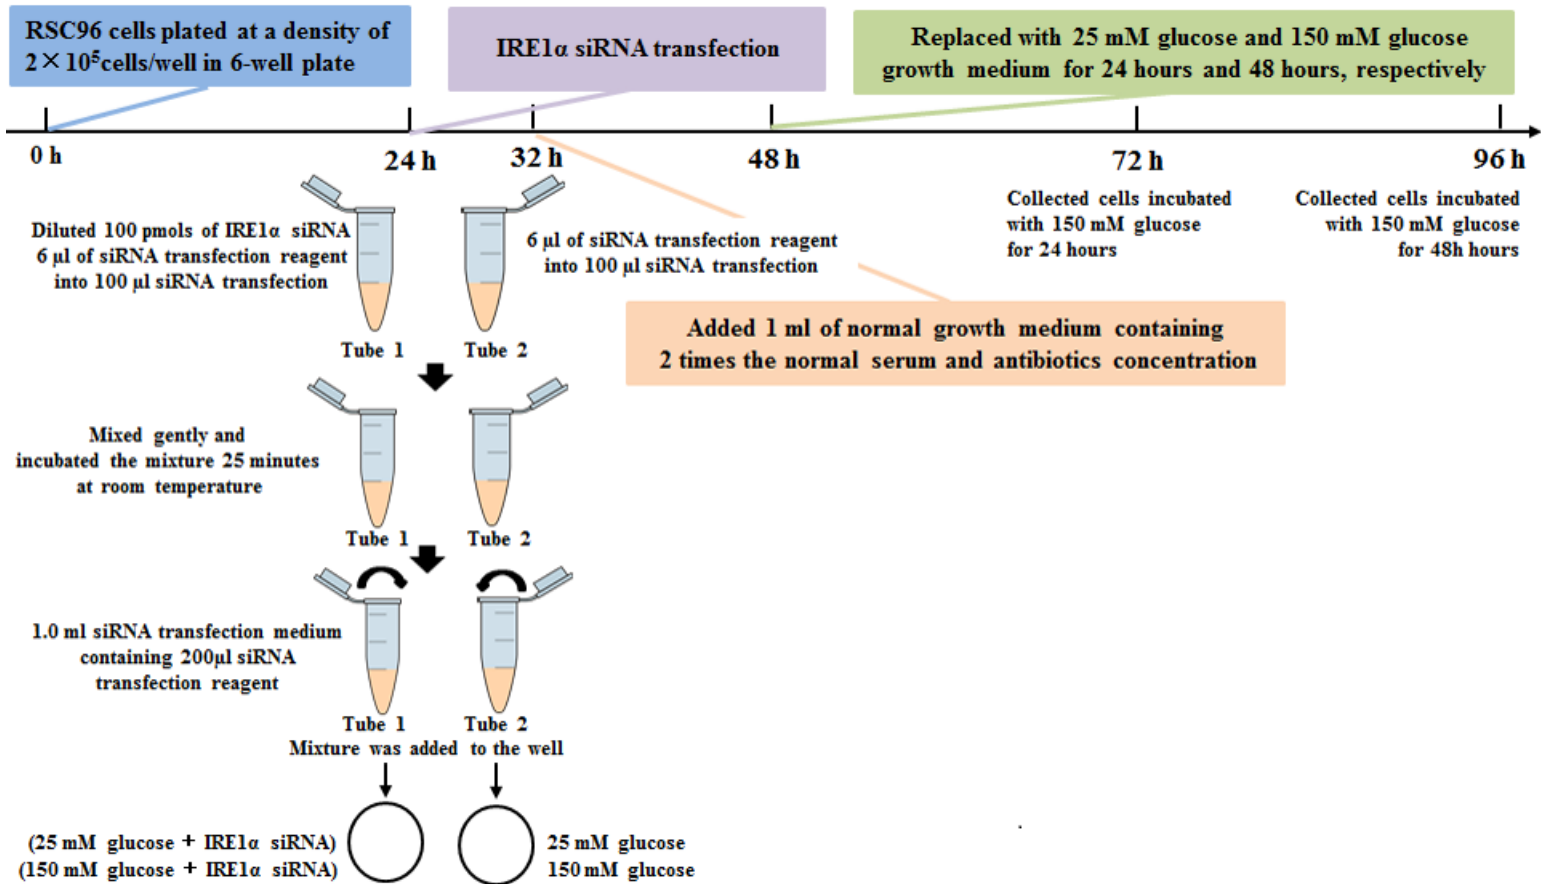 RSC96 cells plated at a density of
2×10⁵cells/well in 6-well plate
IRE1α siRNA transfection
Replaced with 25 mM glucose and 150 mM glucose
growth medium for 24 hours and 48 hours, respectively
0 h
24 h
32 h
48 h
72 h
96 h
Diluted 100 pmols of IRE1α siRNA
6 µl of siRNA transfection reagent
into 100 µl siRNA transfection
6 µl of siRNA transfection reagent
into 100 µl siRNA transfection
Collected cells incubated
with 150 mM glucose
for 24 hours
Collected cells incubated
with 150 mM glucose
for 48h hours
Tube 1
Tube 2
Added 1 ml of normal growth medium containing
2 times the normal serum and antibiotics concentration
Mixed gently and
incubated the mixture 25 minutes
at room temperature
Tube 1
Tube 2
1.0 ml siRNA transfection medium
containing 200µl siRNA
transfection reagent
Tube 1
Tube 2
Mixture was added to the well
(25 mM glucose + IRE1α siRNA)
(150 mM glucose + IRE1α siRNA)
25 mM glucose
150 mM glucose